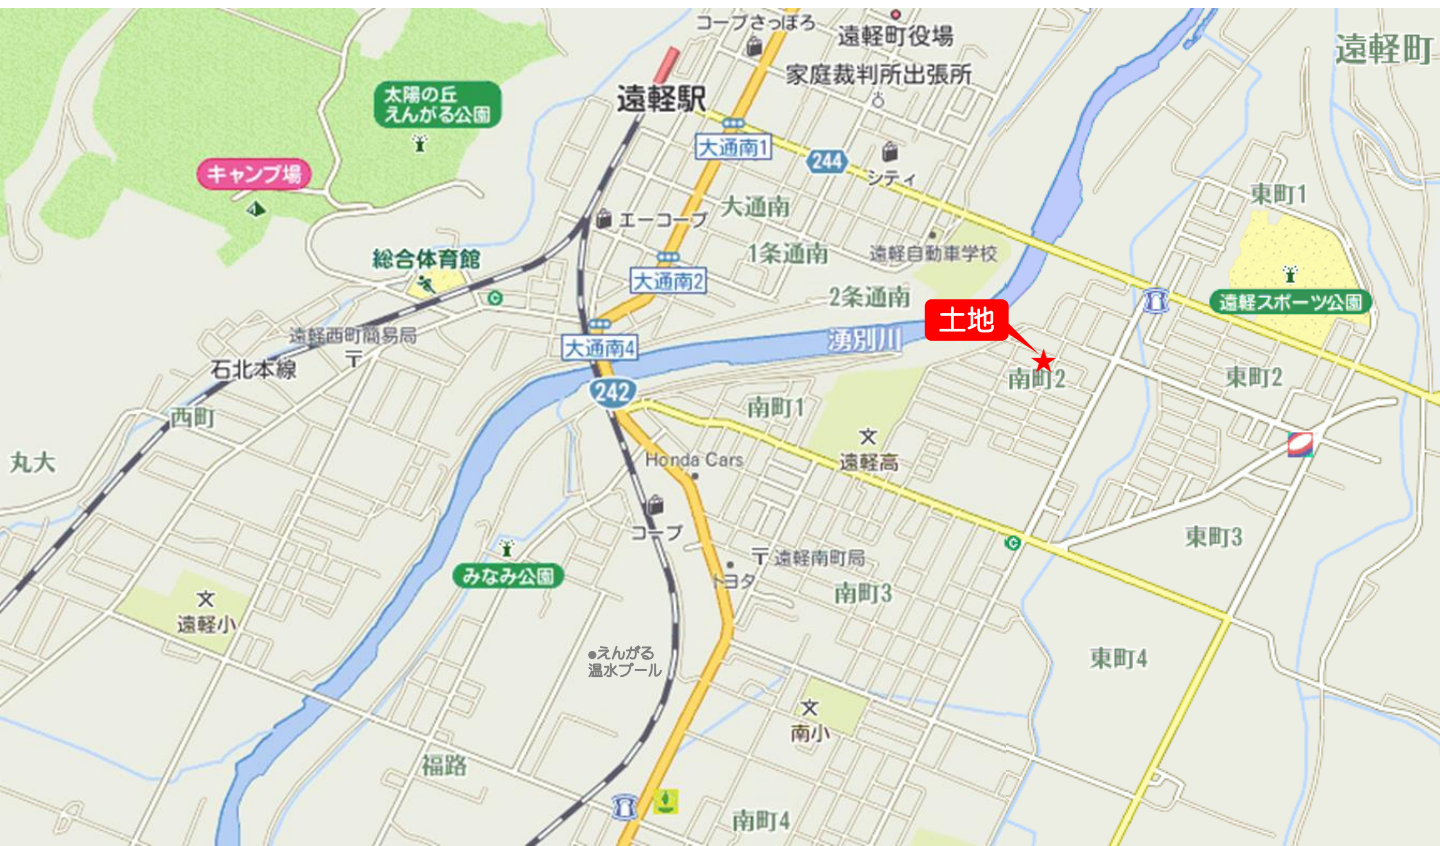 コープさっぽろ
遠軽町役場
遠軽町
家庭裁判所出張所
太陽の丘
えんがる公園
遠軽駅
大通南1
244
シティ
キャンプ場
東町1
大通南
エーコープ
1条通南
遠軽自動車学校
総合体育館
大通南2
2条通南
遠軽スポーツ公園
土地
遠軽西町簡易局
〒
大通南4
湧別川
石北本線
南町2
東町2
242
西町
南町1
文
遠軽高
丸大
Honda Cars
コープ
東町3
〒遠軽南町局
みなみ公園
トヨタ
南町3
文
遠軽小
●えんがる
温水プール
東町4
文
南小
福路
南町4